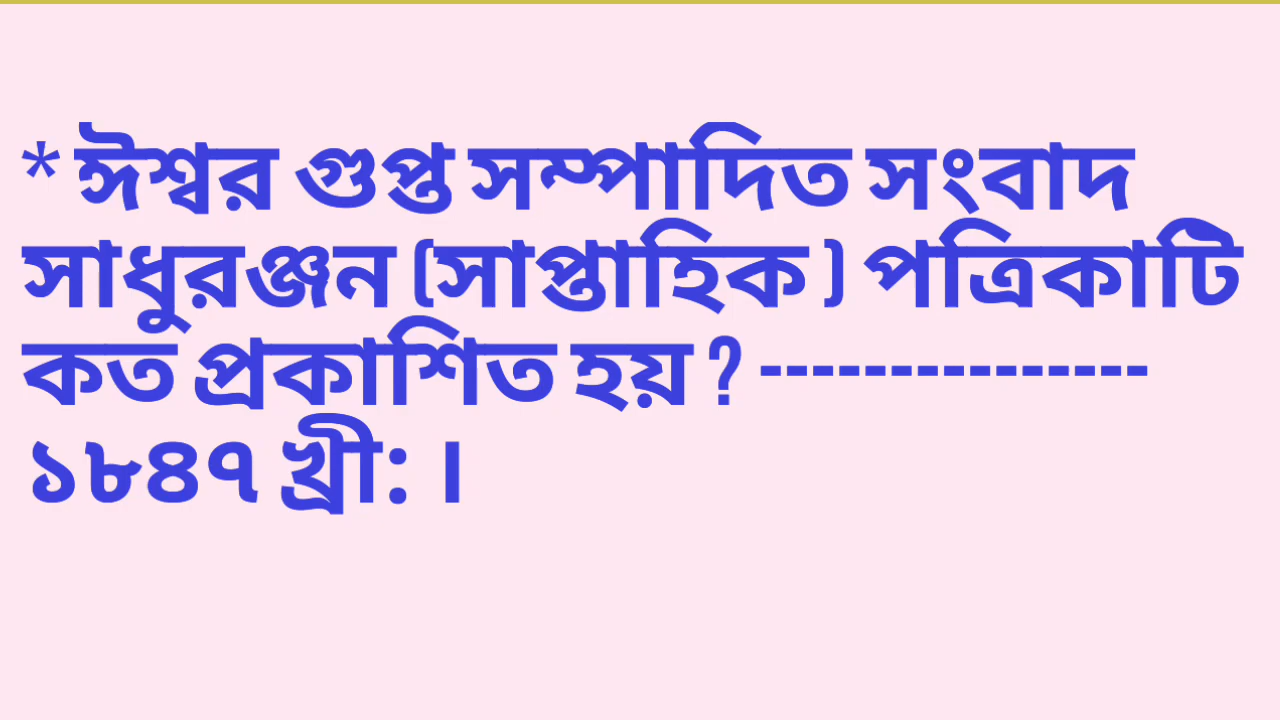 * ঈশ্বর গুপ্ত সম্পাদিত সংবাদ
সাধুরঞ্জন (সাপ্তাহিক ) পত্রিকাটি
কত প্রকাশিত হয় ? ---------------
১৮৪৭ খ্রী: ।